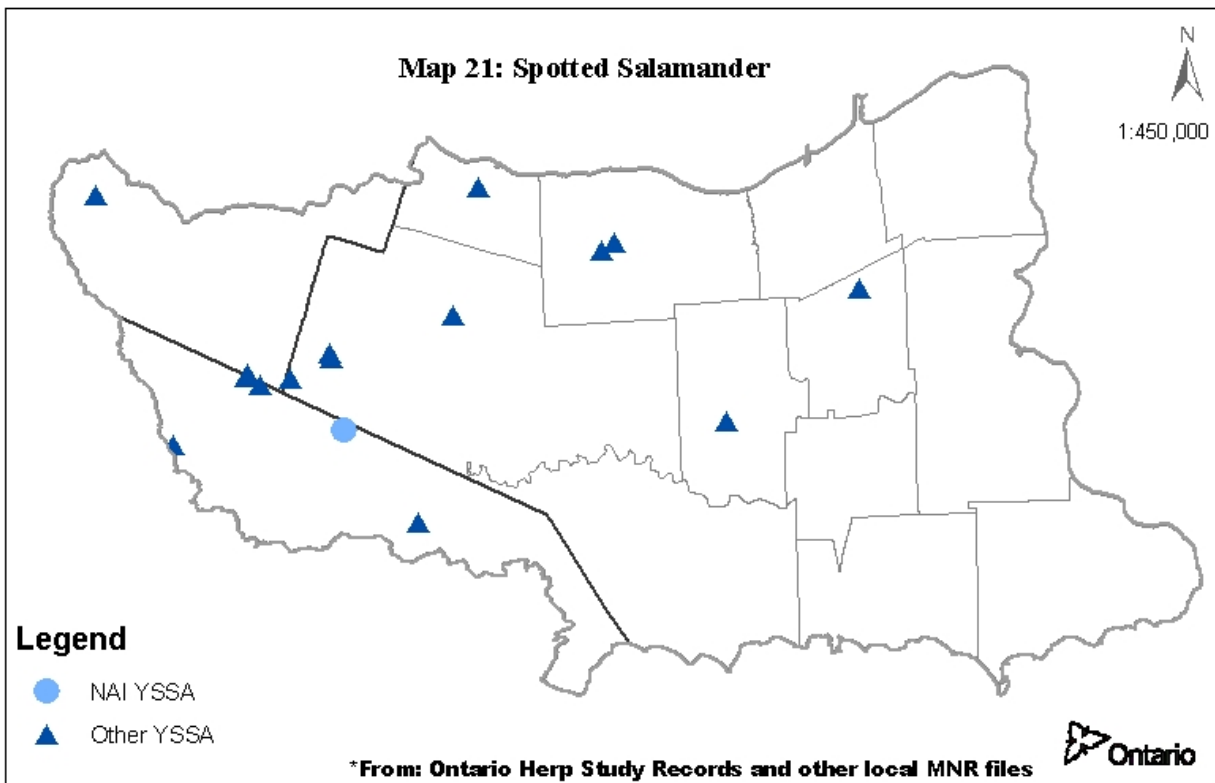 N
Map 21: Spotted Salamander
1:450,000
Legend
NAI YSSA
Other YSSA
*From: Ontario Herp Study Records and other local MNR files
Ontario